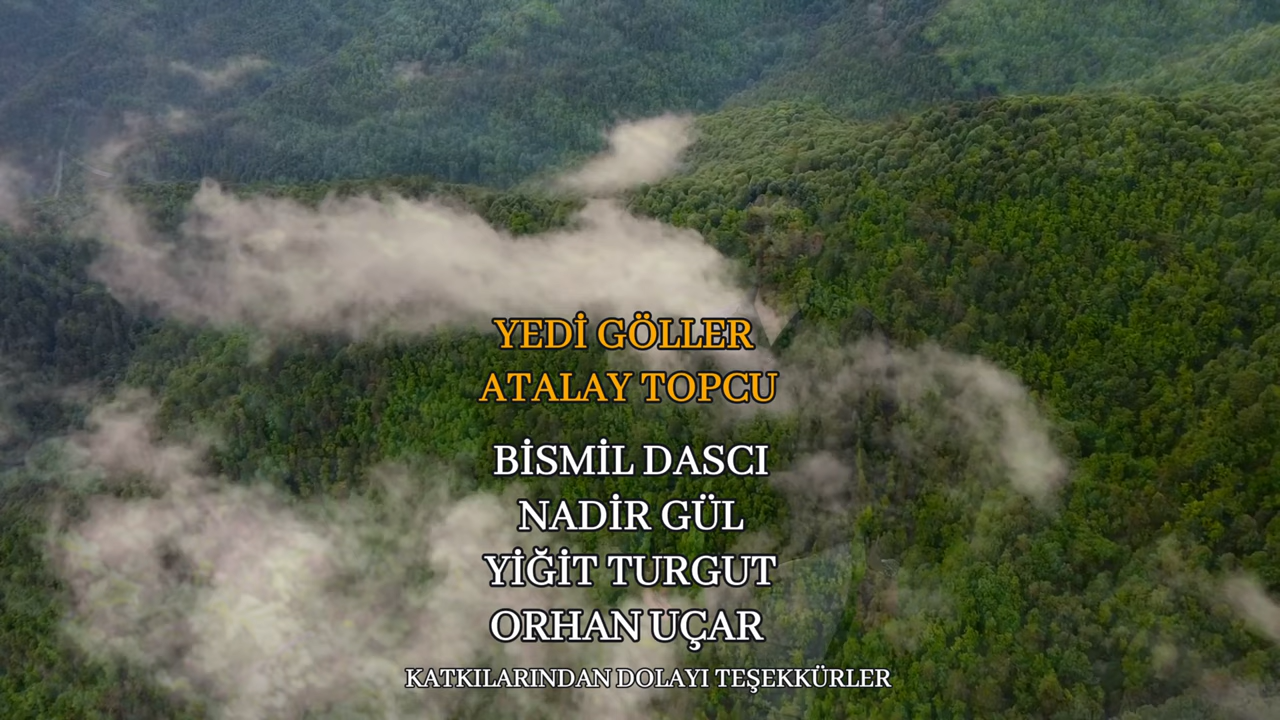 YEDİ GÖLLER
ATALAY TOPCU
BİSMİL DASCI
NADİR GÜL
YİĞİT TURGUT
ORHAN UÇAR
KATKILARINDAN DOLAYI TEŞEKKÜRLER